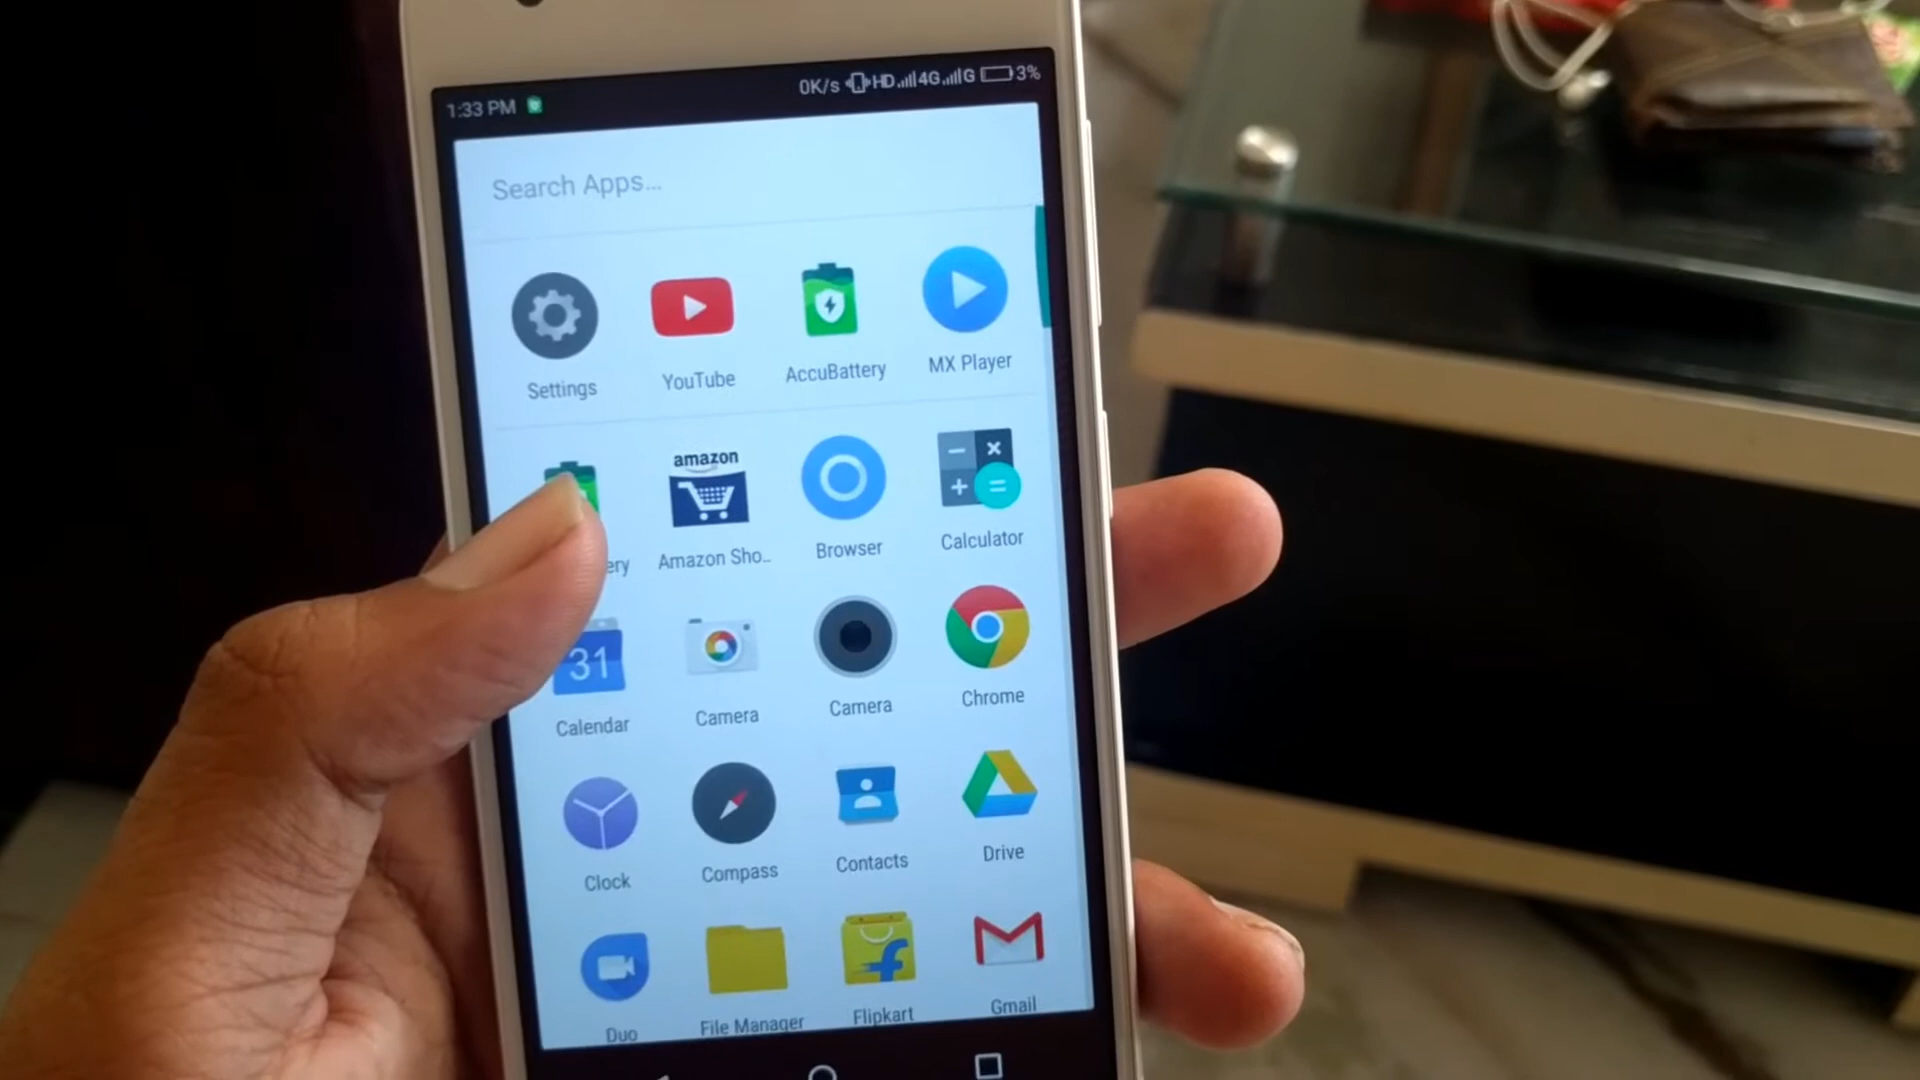 1:33 PM 0K/s HD 4G G 3%
Search Apps...
Settings YouTube AccuBattery MX Player
amazon
ery Amazon Sho.. Browser Calculator
31
Calendar Camera Camera Chrome
Clock Compass Contacts Drive
Duo File Manager Flipkart Gmail